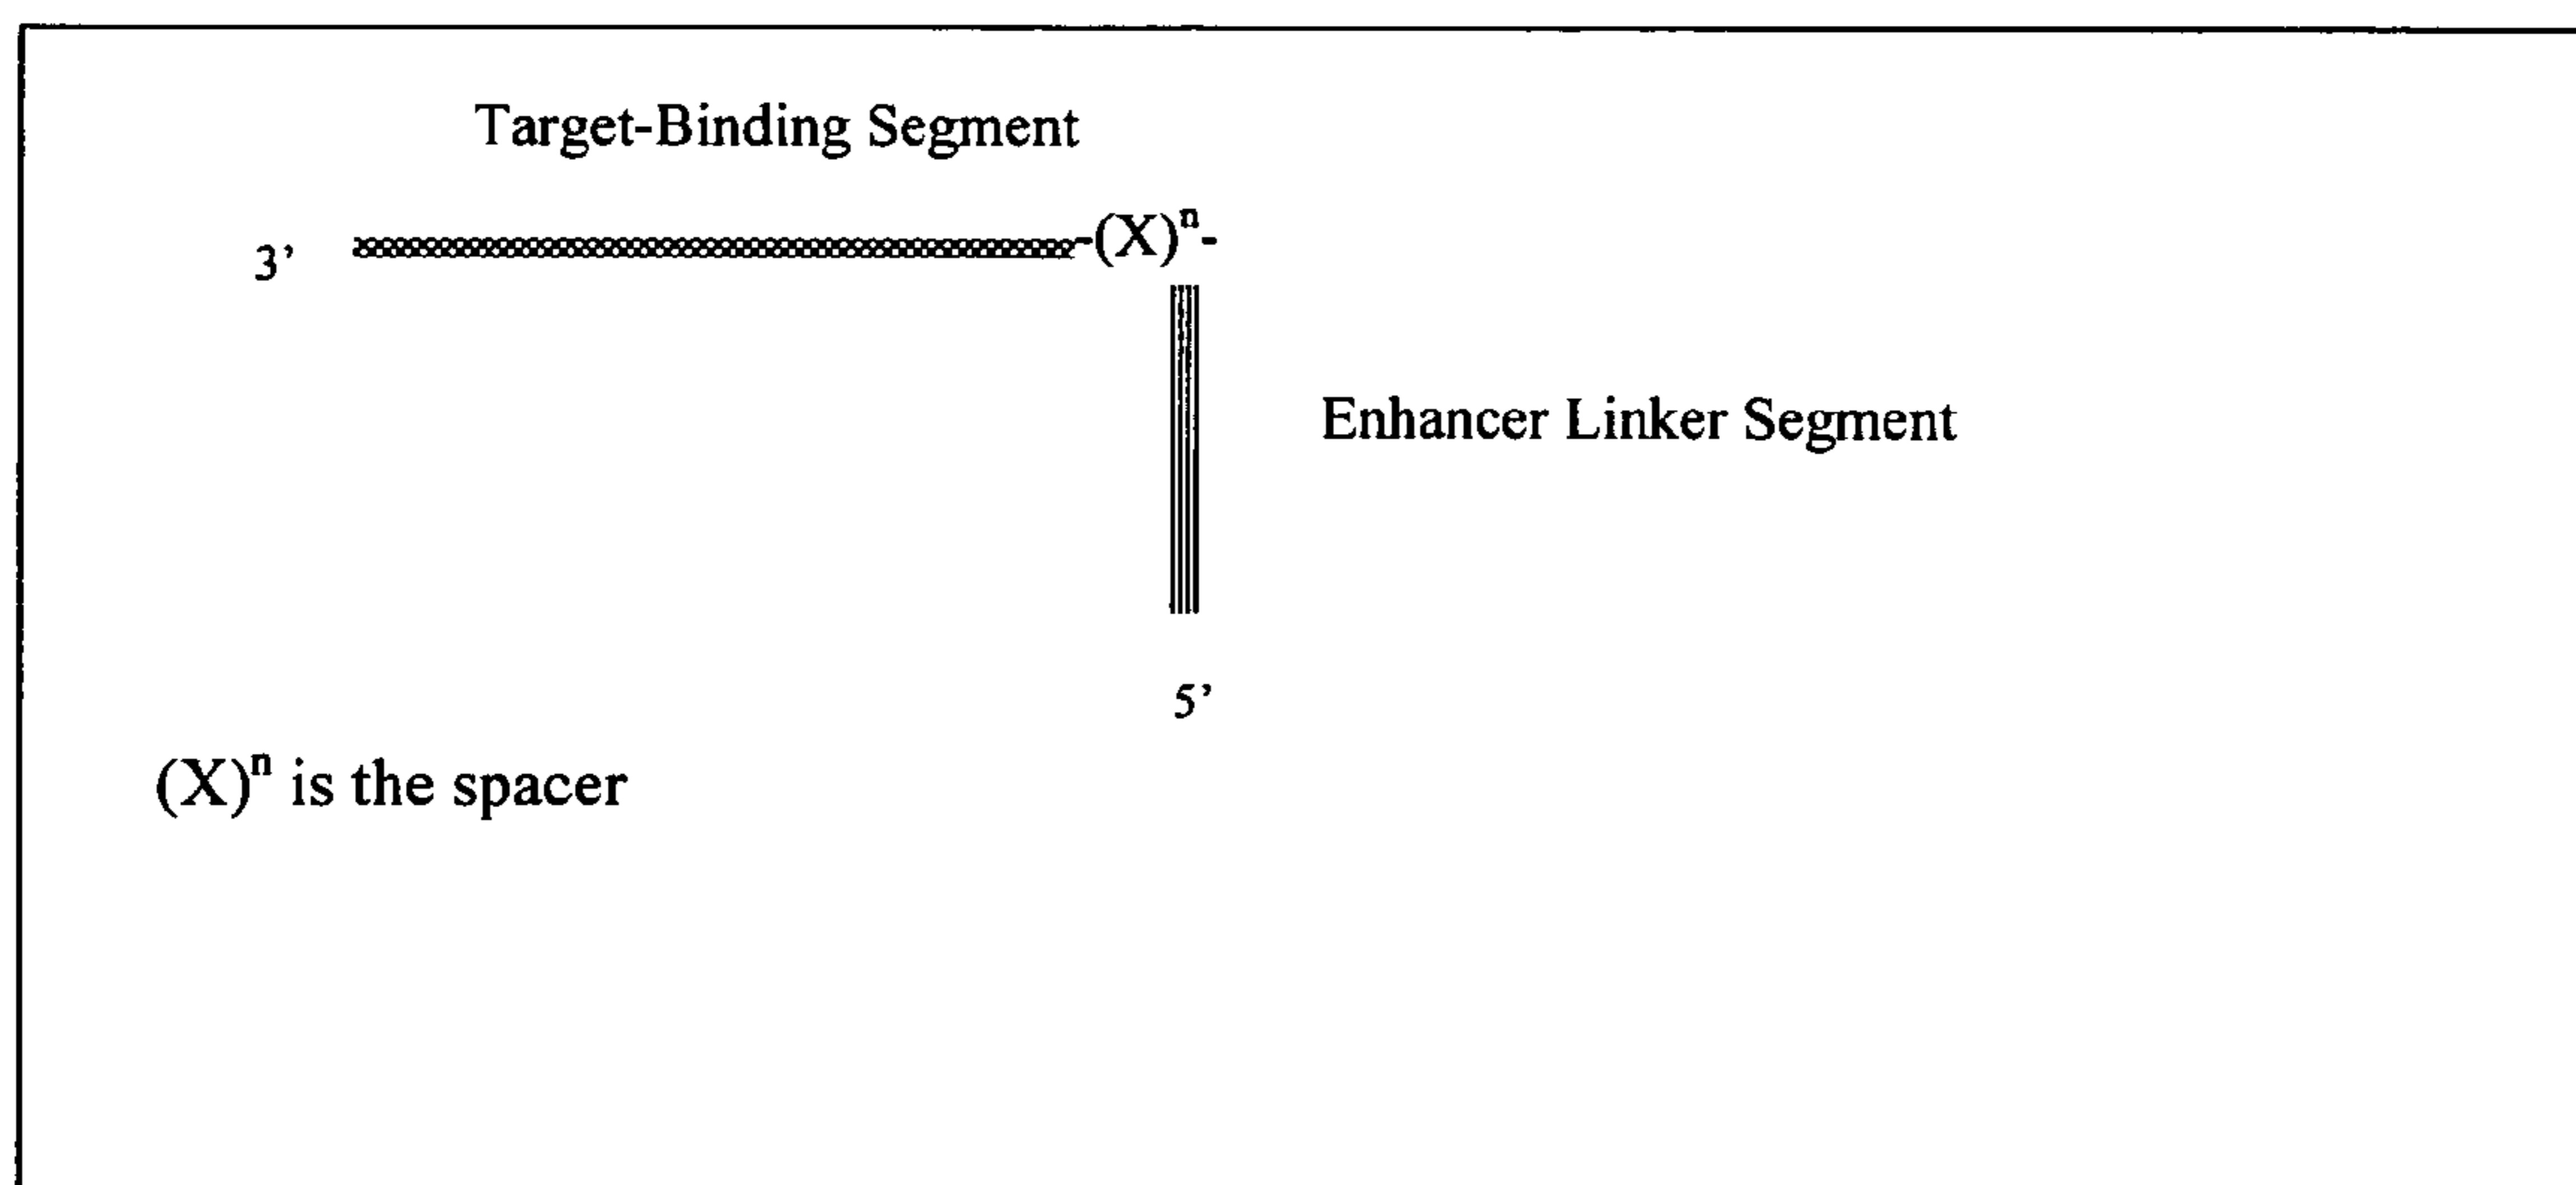 Target-Binding Segment
3’ -(X)ⁿ-
Enhancer Linker Segment
5’
(X)ⁿ is the spacer